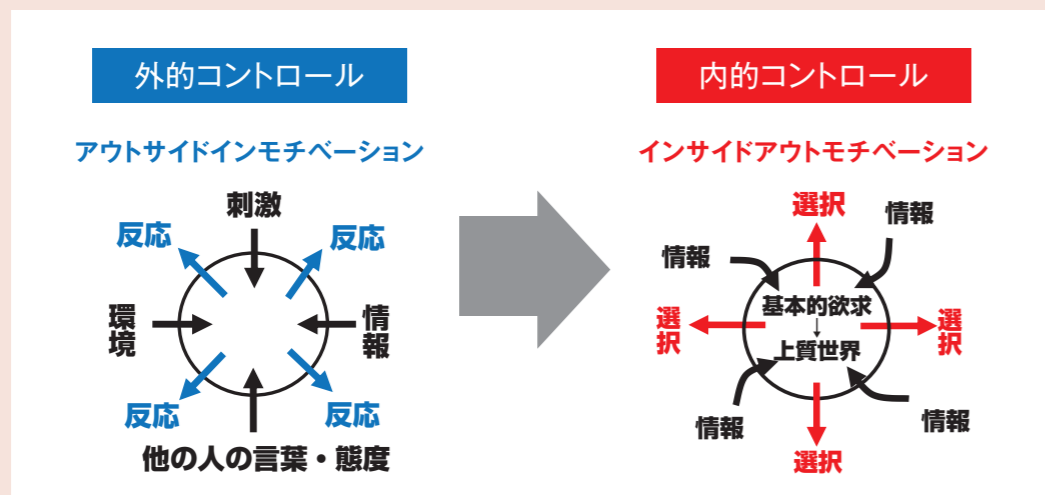 外的コントロール
アウトサイドインモチベーション
刺激
反応
反応
環境
情報
反応
反応
他の人の言葉・態度
内的コントロール
インサイドアウトモチベーション
選択
情報
情報
基本的欲求
選択
選択
上質世界
情報
情報
選択